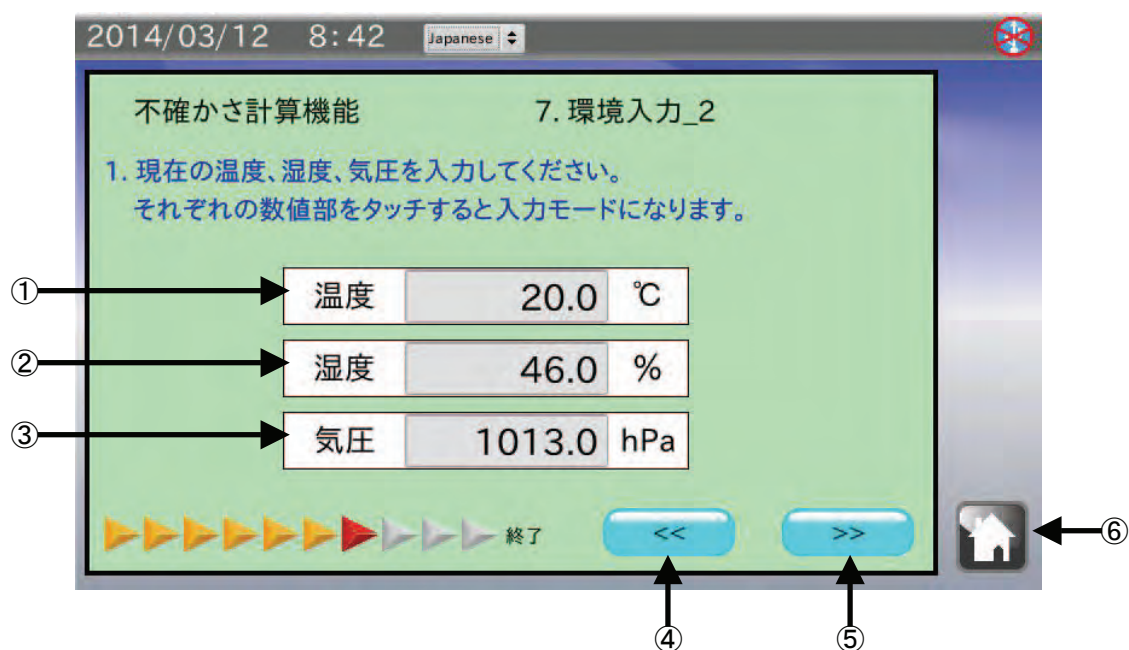 2014/03/12 8:42 Japanese
不確かさ計算機能 7. 環境入力_2
1. 現在の温度、湿度、気圧を入力してください。
それぞれの数値部をタッチすると入力モードになります。
① 温度 20.0 ℃
② 湿度 46.0 %
③ 気圧 1013.0 hPa
終了 << >> ⑥
④ ⑤